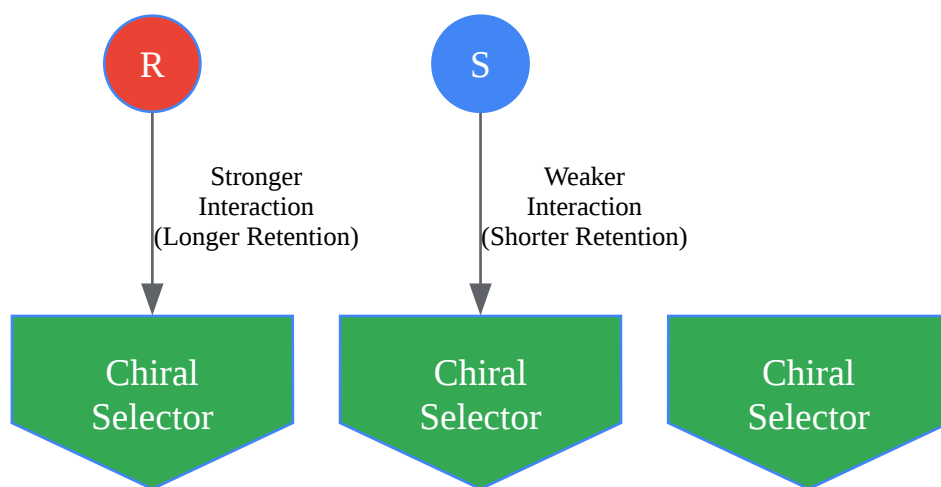 R
S
Stronger
Interaction
(Longer Retention)
Weaker
Interaction
(Shorter Retention)
Chiral
Selector
Chiral
Selector
Chiral
Selector